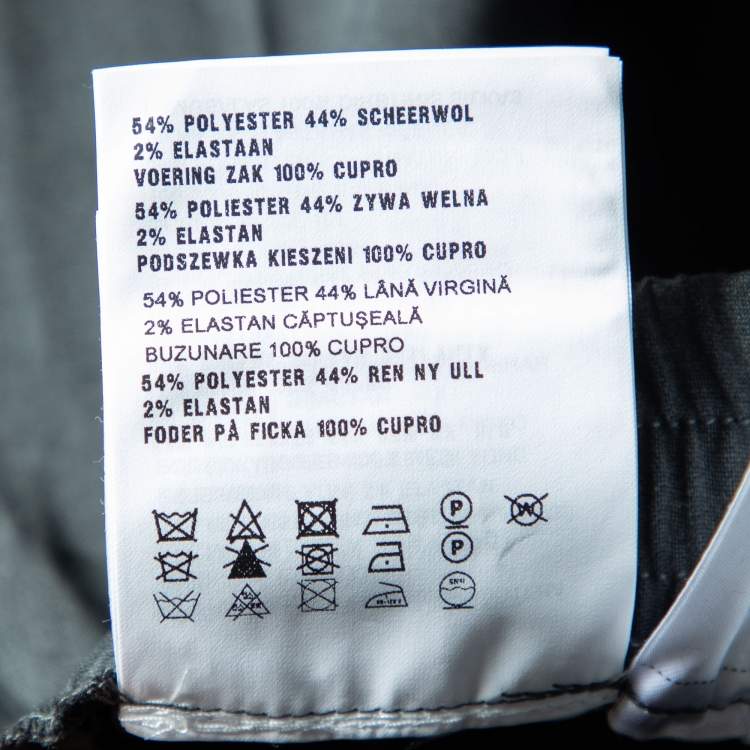 54% POLYESTER 44% SCHEERWOL
2% ELASTAAN
VOERING ZAK 100% CUPRO
54% POLIESTER 44% ZYWA WELNA
2% ELASTAN
PODSZEWKA KIESZENI 100% CUPRO
54% POLIESTER 44% LÂNĂ VIRGINĂ
2% ELASTAN CĂPTUȘEALĂ
BUZUNARE 100% CUPRO
54% POLYESTER 44% REN NY ULL
2% ELASTAN
FODER PÅ FICKA 100% CUPRO
P W
P